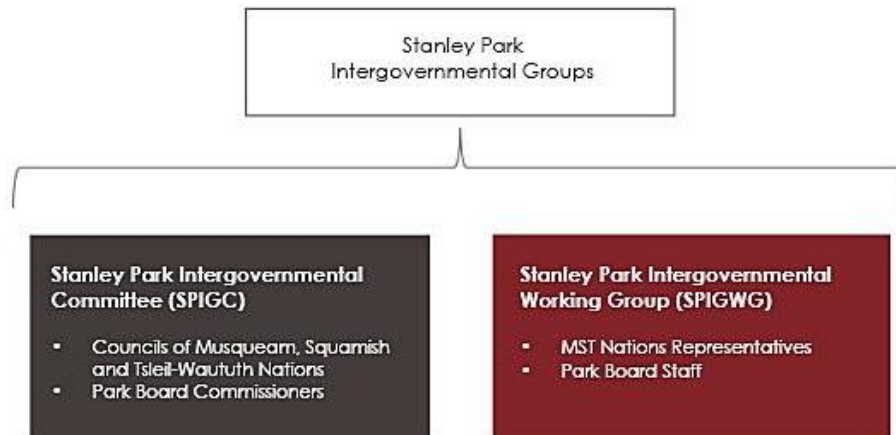 Stanley Park
Intergovernmental Groups
Stanley Park Intergovernmental
Committee (SPIGC)
▪ Councils of Musqueam, Squamish
and Tsleil-Waututh Nations
▪ Park Board Commissioners
Stanley Park Intergovernmental
Working Group (SPIGWG)
▪ MST Nations Representatives
▪ Park Board Staff